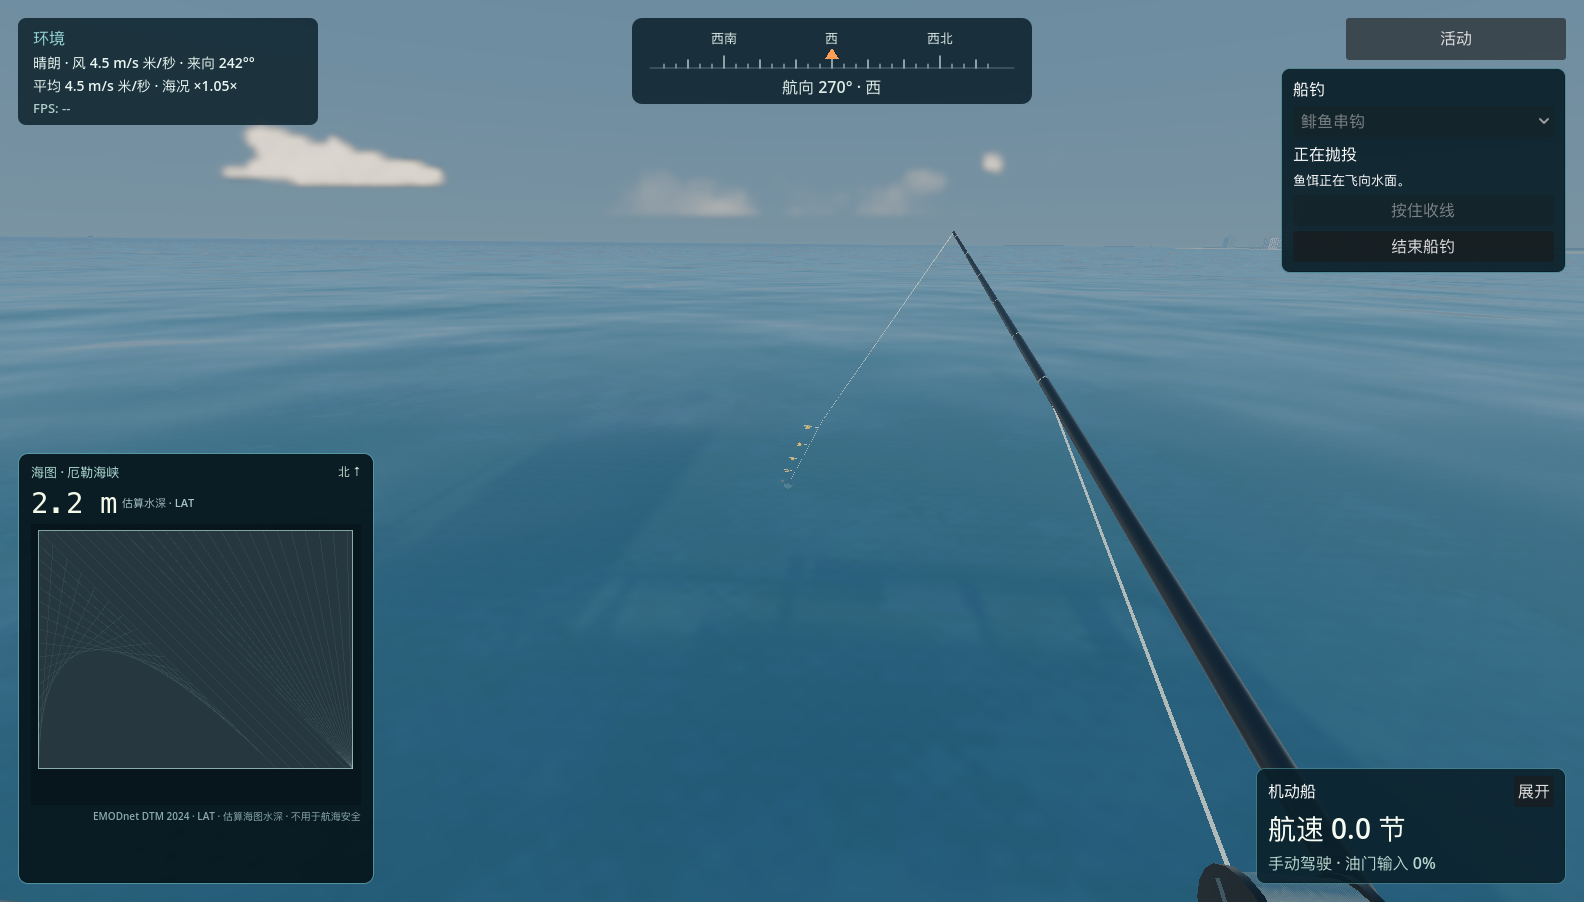 环境
晴朗 · 风 4.5 m/s 米/秒 · 来向 242°°
平均 4.5 m/s 米/秒 · 海况 ×1.05×
FPS: --
西南 西 西北
航向 270° · 西
活动
船钓
鲱鱼串钩
正在抛投
鱼饵正在飞向水面。
按住收线
结束船钓
海图 · 厄勒海峡 北 ↑
2.2 m 估算水深 · LAT
EMODnet DTM 2024 · LAT · 估算海图水深 · 不用于航海安全
机动船 展开
航速 0.0 节
手动驾驶 · 油门输入 0%